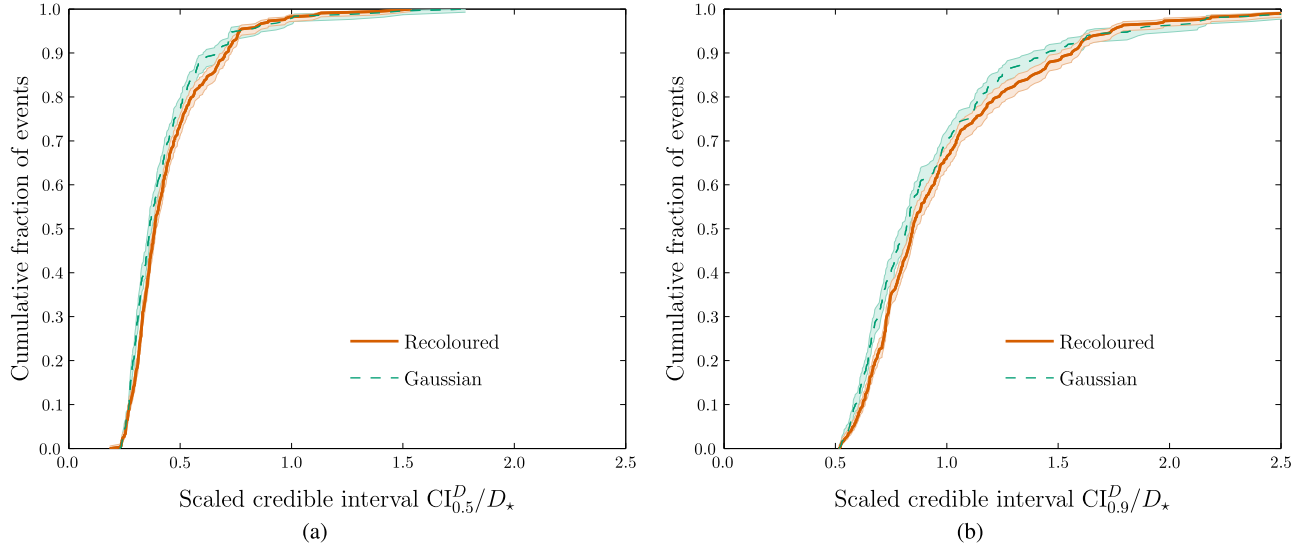 1.0
0.9
0.8
0.7
0.6
0.5
0.4
0.3
0.2
0.1
0.0
Cumulative fraction of events
Recoloured
Gaussian
0.0 0.5 1.0 1.5 2.0 2.5
Scaled credible interval CI^D_{0.5}/D_⋆
(a)
1.0
0.9
0.8
0.7
0.6
0.5
0.4
0.3
0.2
0.1
0.0
Cumulative fraction of events
Recoloured
Gaussian
0.0 0.5 1.0 1.5 2.0 2.5
Scaled credible interval CI^D_{0.9}/D_⋆
(b)